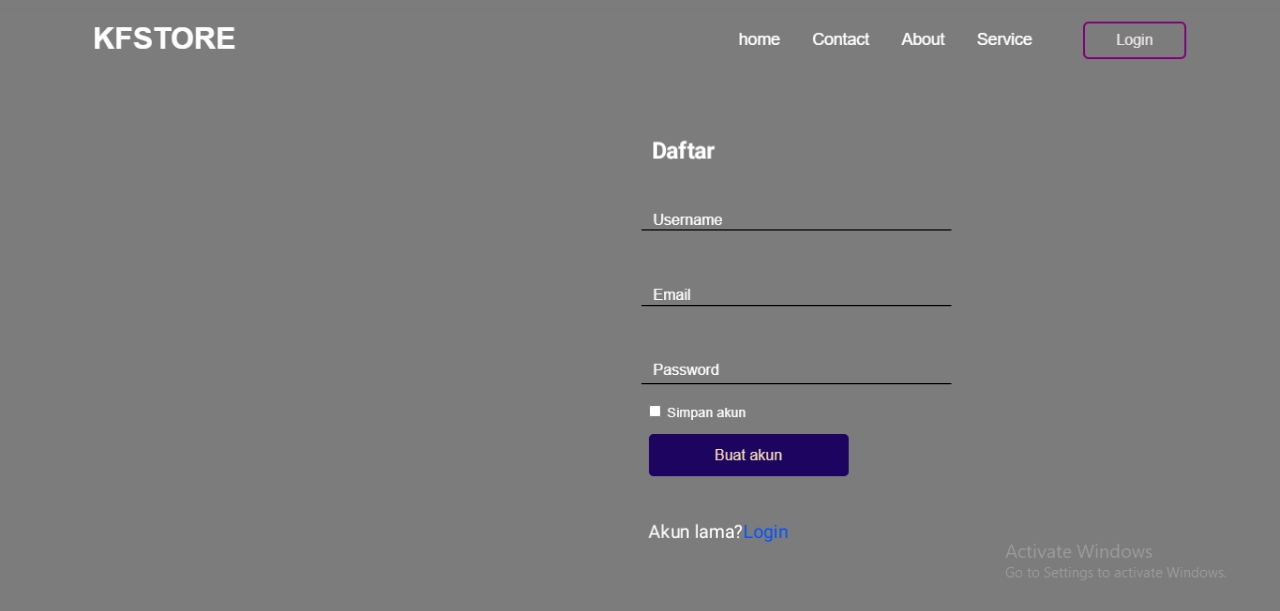 KFSTORE
home Contact About Service Login
Daftar
Username
Email
Password
Simpan akun
Buat akun
Akun lama?Login
Activate Windows
Go to Settings to activate Windows.